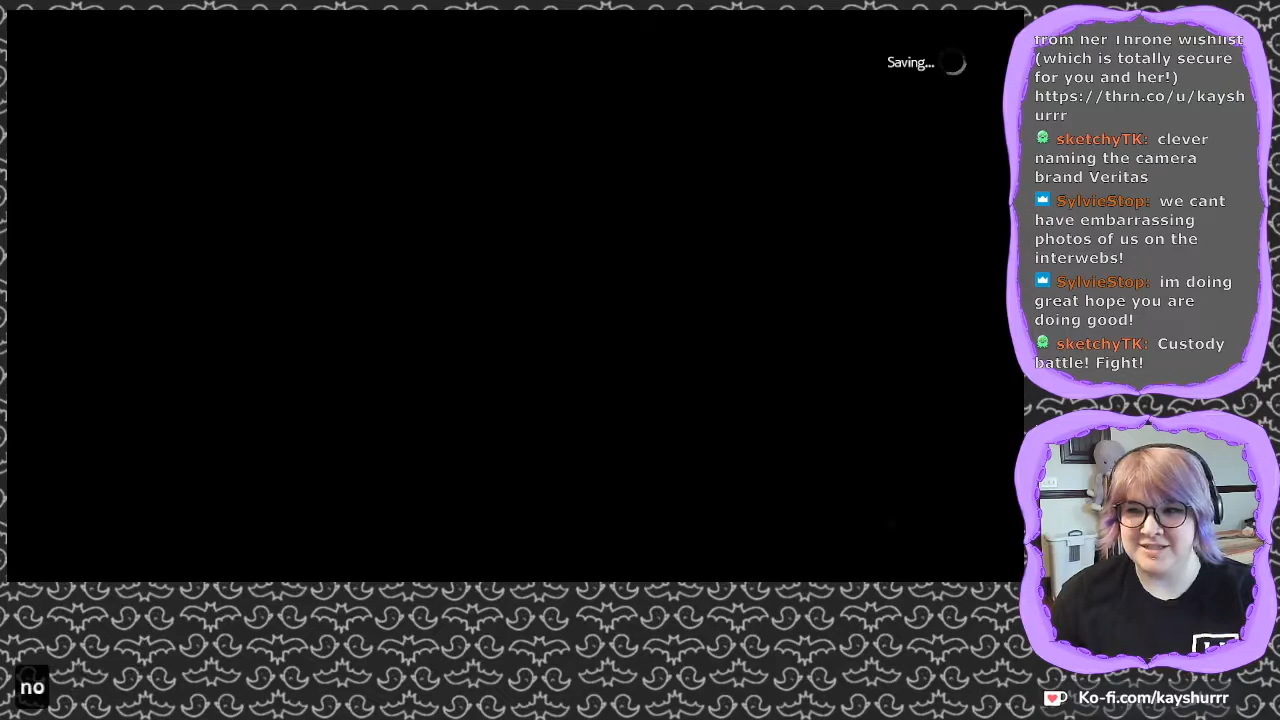 Saving...
from her Throne wishlist
(which is totally secure
for you and her!)
https://thrn.co/u/kaysh
urrr
sketchyTK: clever
naming the camera
brand Veritas
SylvieStop: we cant
have embarrassing
photos of us on the
interwebs!
SylvieStop: im doing
great hope you are
doing good!
sketchyTK: Custody
battle! Fight!
no
Ko-fi.com/kayshurrr